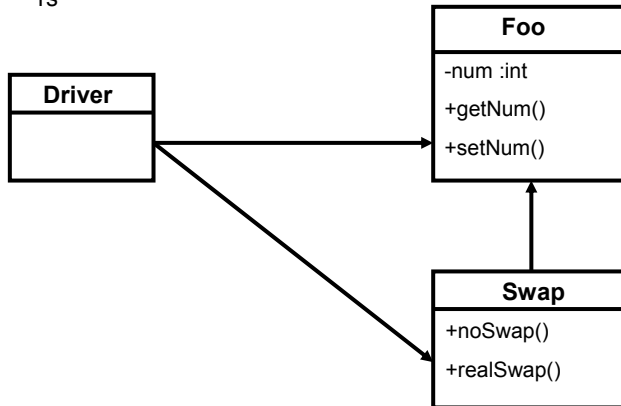 Foo
-num :int
+getNum()
+setNum()
Driver
Swap
+noSwap()
+realSwap()